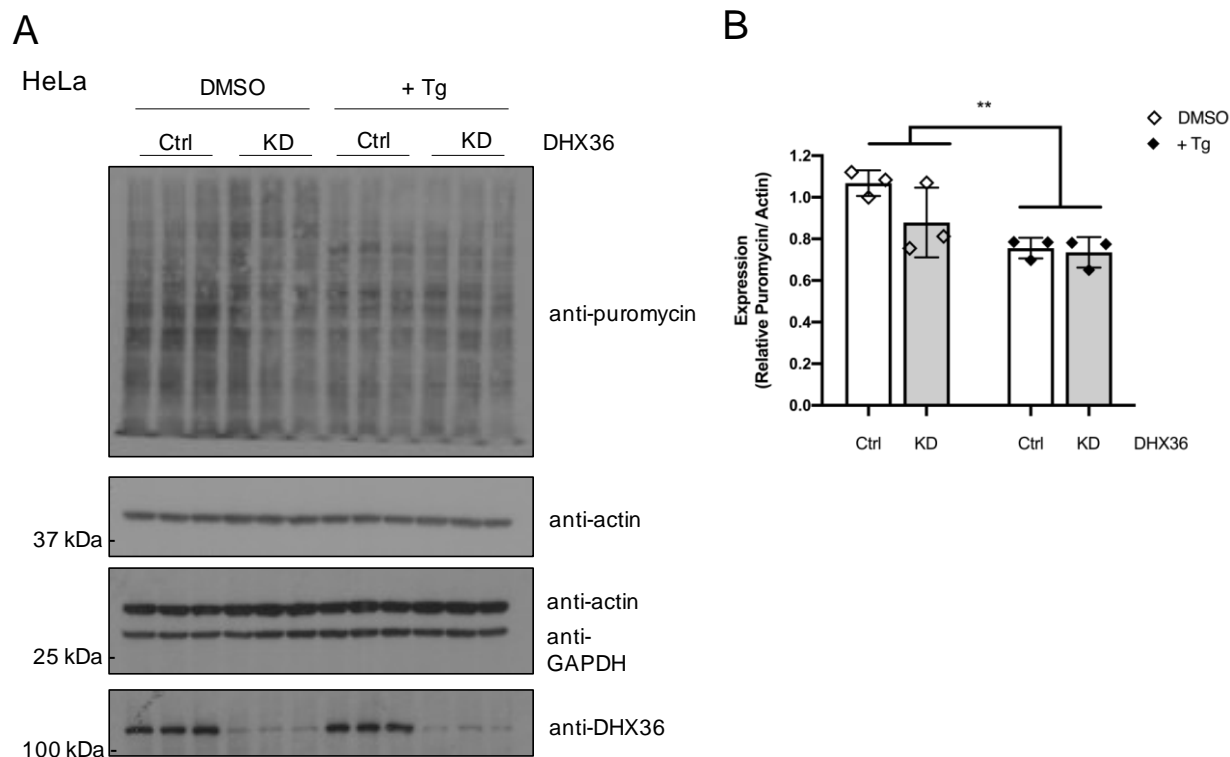 A
HeLa
DMSO
+ Tg
Ctrl
KD
Ctrl
KD
DHX36
anti-puromycin
anti-actin
37 kDa
anti-actin
anti-
GAPDH
25 kDa
anti-DHX36
100 kDa
B
**
DMSO
+ Tg
Expression
(Relative Puromycin/ Actin)
1.2
1.0
0.8
0.6
0.4
0.2
0.0
Ctrl
KD
Ctrl
KD
DHX36